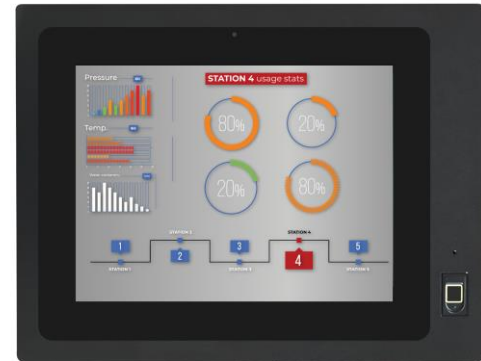 Pressure
STATION 4 usage stats
80%
20%
Temp.
20%
80%
STATION 2
STATION 4
1
3
5
2
4
STATION 1
STATION 3
STATION 5